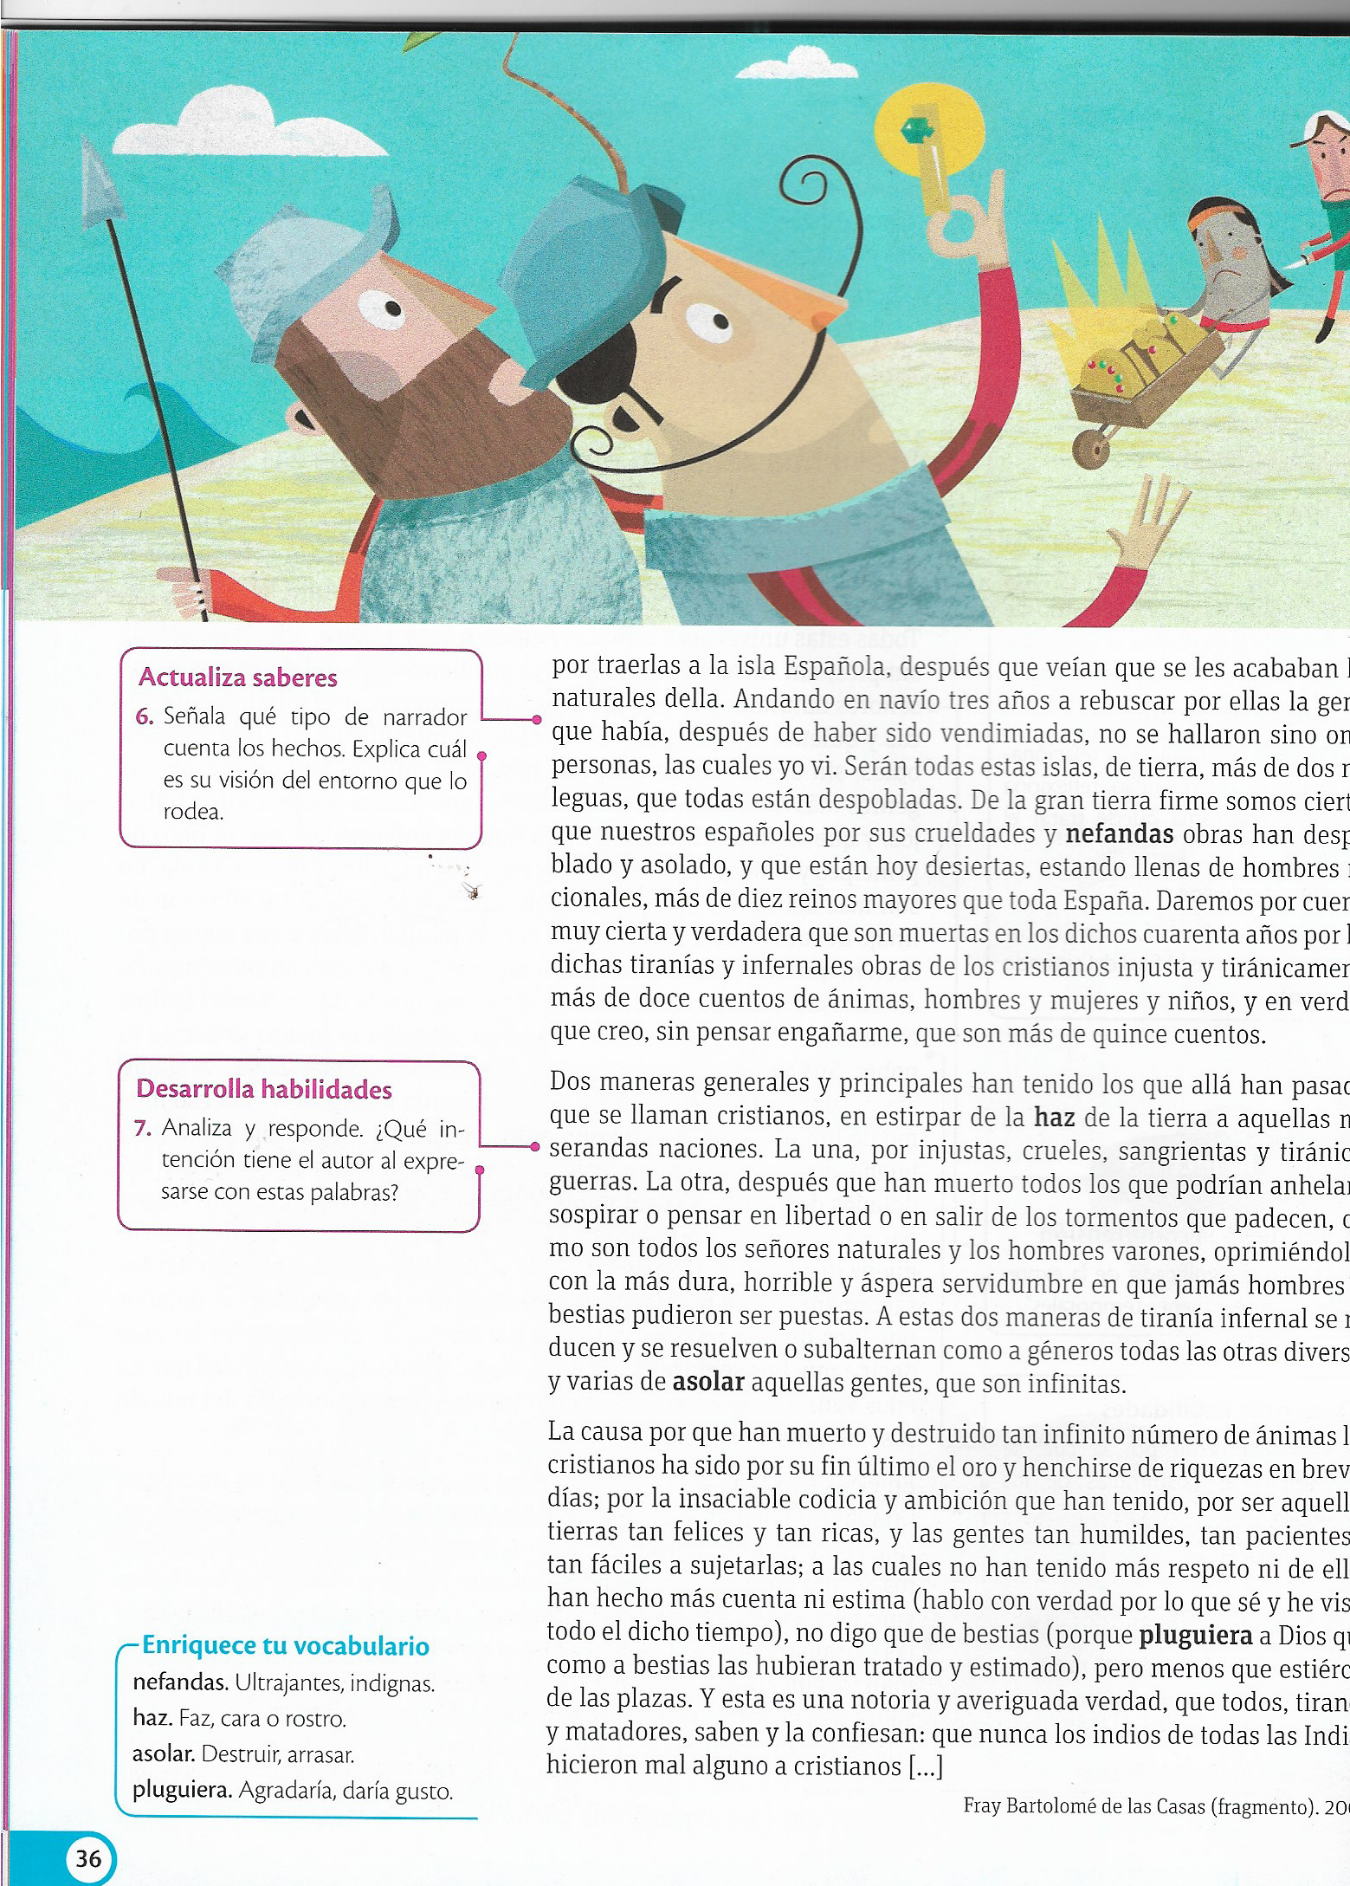 Actualiza saberes
6. Señala qué tipo de narrador
cuenta los hechos. Explica cuál
es su visión del entorno que lo
rodea.
Desarrolla habilidades
7. Analiza y responde. ¿Qué in-
tención tiene el autor al expre-
sarse con estas palabras?
Enriquece tu vocabulario
nefandas. Ultrajantes, indignas.
haz. Faz, cara o rostro.
asolar. Destruir, arrasar.
pluguiera. Agradaría, daría gusto.
36
por traerlas a la isla Española, después que veían que se les acababan
naturales della. Andando en navío tres años a rebuscar por ellas la
que había, después de haber sido vendimiadas, no se hallaron sino
personas, las cuales yo vi. Serán todas estas islas, de tierra, más de dos
leguas, que todas están despobladas. De la gran tierra firme somos
que nuestros españoles por sus crueldades y nefandas obras han
blado y asolado, y que están hoy desiertas, estando llenas de hombres
cionales, más de diez reinos mayores que toda España. Daremos por
muy cierta y verdadera que son muertas en los dichos cuarenta años por
dichas tiranías y infernales obras de los cristianos injusta y
más de doce cuentos de ánimas, hombres y mujeres y niños, y en
que creo, sin pensar engañarme, que son más de quince cuentos.
Dos maneras generales y principales han tenido los que allá han
que se llaman cristianos, en estirpar de la haz de la tierra a aquellas
serandas naciones. La una, por injustas, crueles, sangrientas y
guerras. La otra, después que han muerto todos los que podrían
sospirar o pensar en libertad o en salir de los tormentos que padecen,
mo son todos los señores naturales y los hombres varones,
con la más dura, horrible y áspera servidumbre en que jamás hombres
bestias pudieron ser puestas. A estas dos maneras de tiranía infernal se
ducen y se resuelven o subalternan como a géneros todas las otras
y varias de asolar aquellas gentes, que son infinitas.
La causa por que han muerto y destruido tan infinito número de ánimas
cristianos ha sido por su fin último el oro y henchirse de riquezas en
días; por la insaciable codicia y ambición que han tenido, por ser
tierras tan felices y tan ricas, y las gentes tan humildes, tan pacientes
tan fáciles a sujetarlas; a las cuales no han tenido más respeto ni de
han hecho más cuenta ni estima (hablo con verdad por lo que sé y he
todo el dicho tiempo), no digo que de bestias (porque pluguiera a Dios
como a bestias las hubieran tratado y estimado), pero menos que
de las plazas. Y esta es una notoria y averiguada verdad, que todos,
y matadores, saben y la confiesan: que nunca los indios de todas las
hicieron mal alguno a cristianos [...]
Fray Bartolomé de las Casas (fragmento).